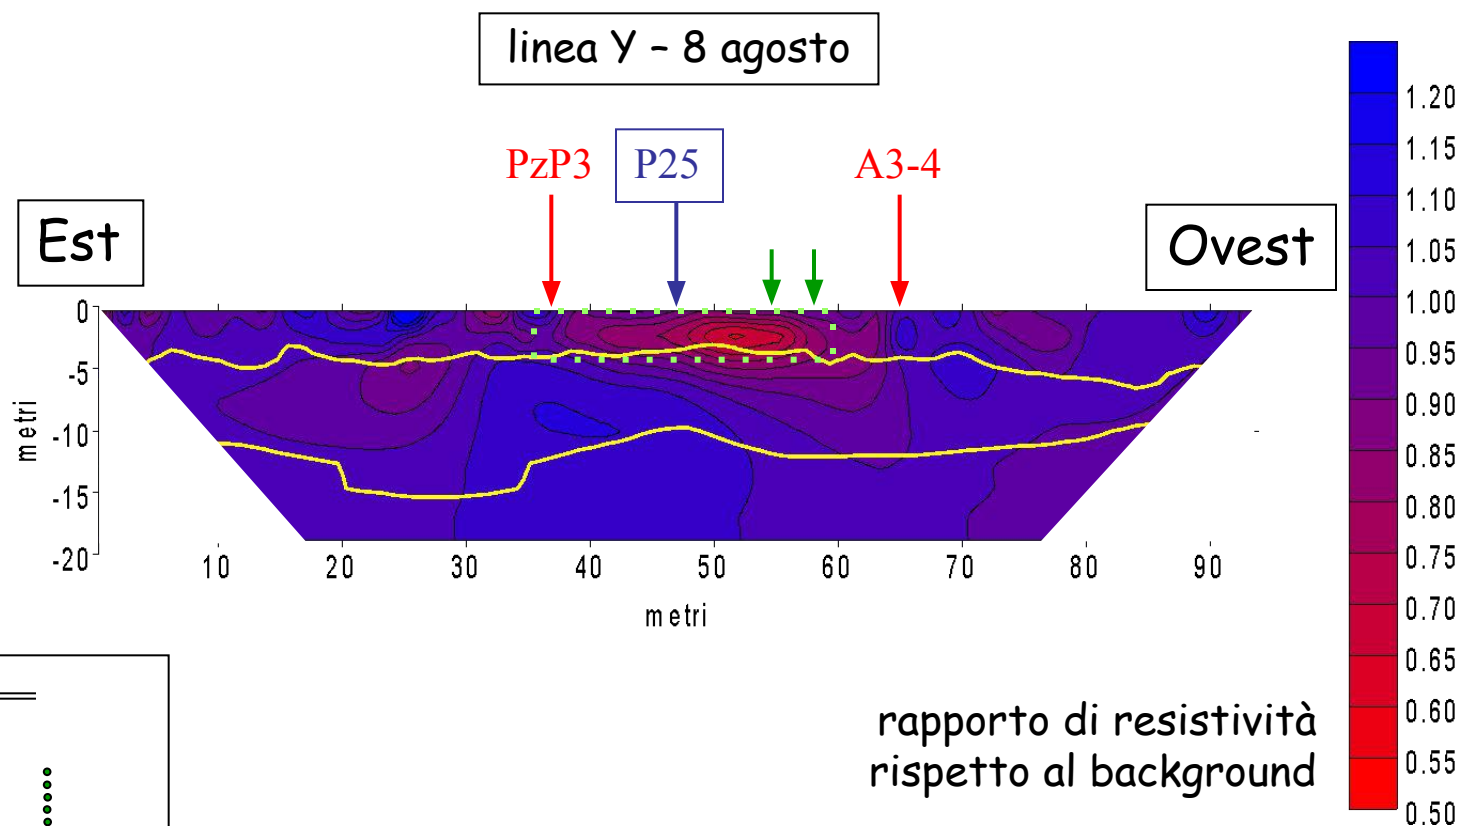 linea Y – 8 agosto
PzP3 P25 A3-4
Est
Ovest
0
-5
-10
-15
-20
metri
10 20 30 40 50 60 70 80 90
metri
1.20
1.15
1.10
1.05
1.00
0.95
0.90
0.85
0.80
0.75
0.70
0.65
0.60
0.55
0.50
rapporto di resistività
rispetto al background